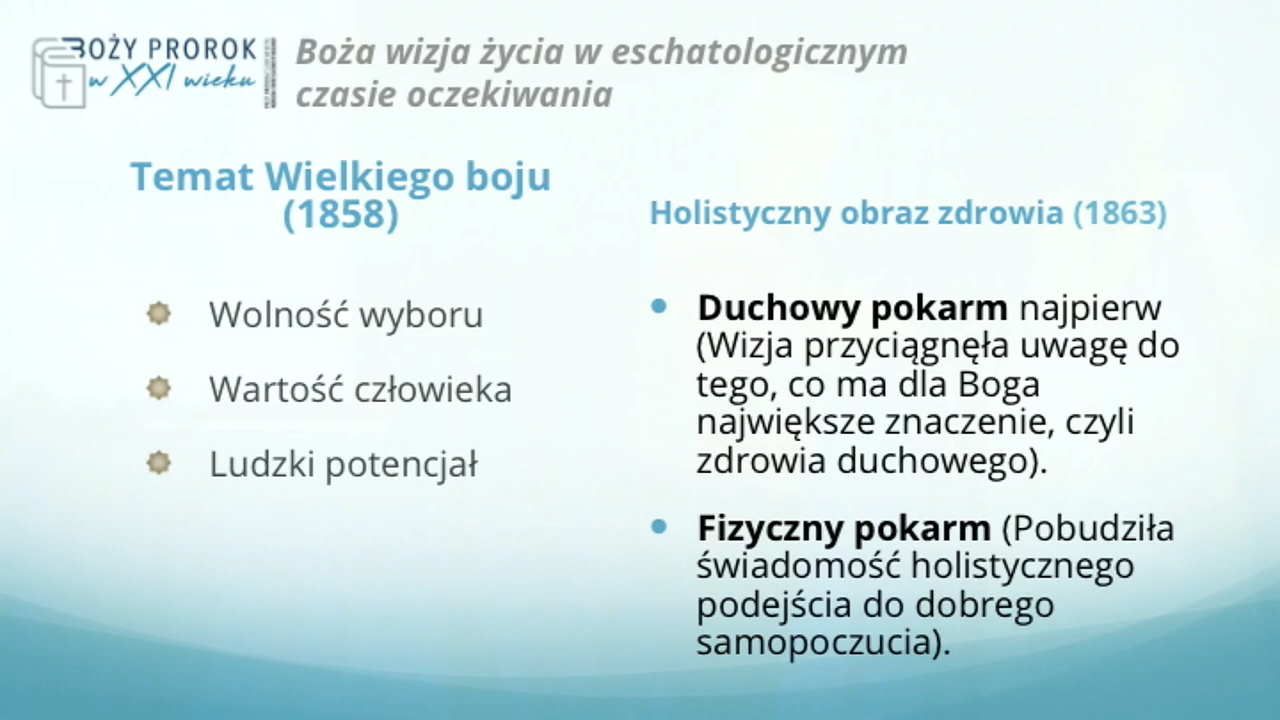 BOŻY PROROK
w XXI wieku
Boża wizja życia w eschatologicznym
czasie oczekiwania
Temat Wielkiego boju
(1858)
Wolność wyboru
Wartość człowieka
Ludzki potencjał
Holistyczny obraz zdrowia (1863)
Duchowy pokarm najpierw
(Wizja przyciągnęła uwagę do
tego, co ma dla Boga
największe znaczenie, czyli
zdrowia duchowego).
Fizyczny pokarm (Pobudziła
świadomość holistycznego
podejścia do dobrego
samopoczucia).